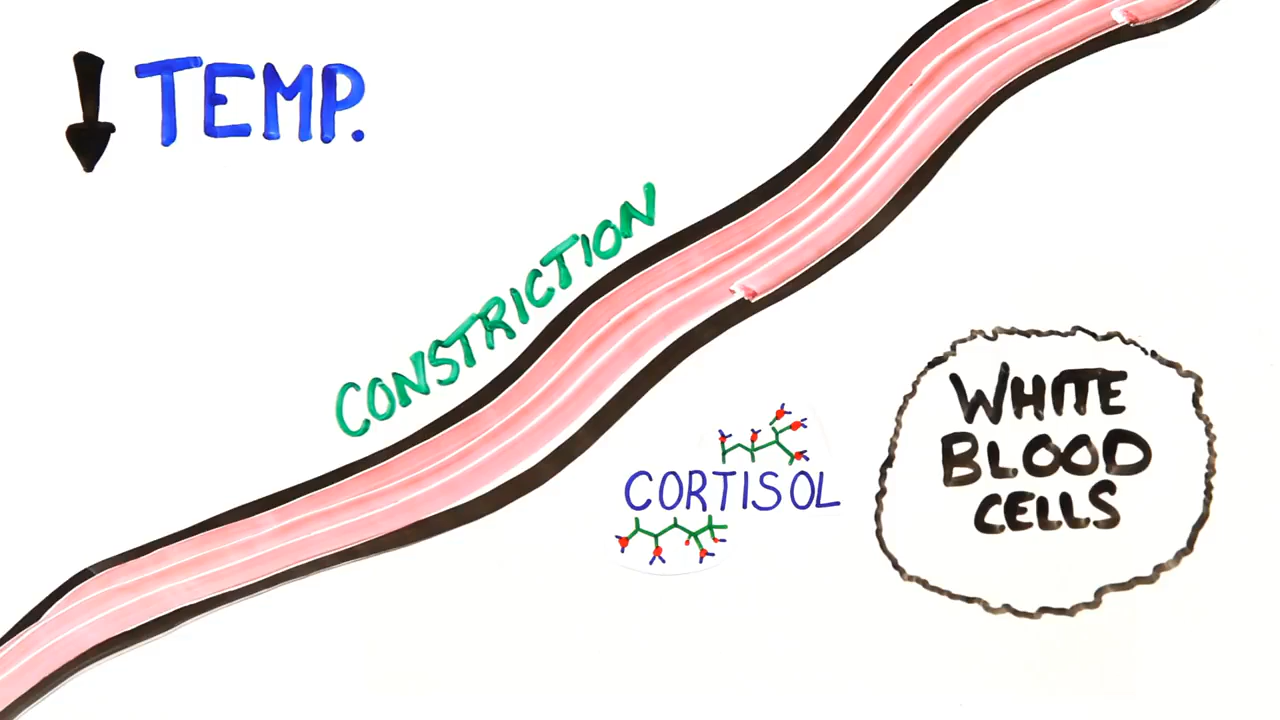 TEMP.
CONSTRICTION
CORTISOL
WHITE
BLOOD
CELLS